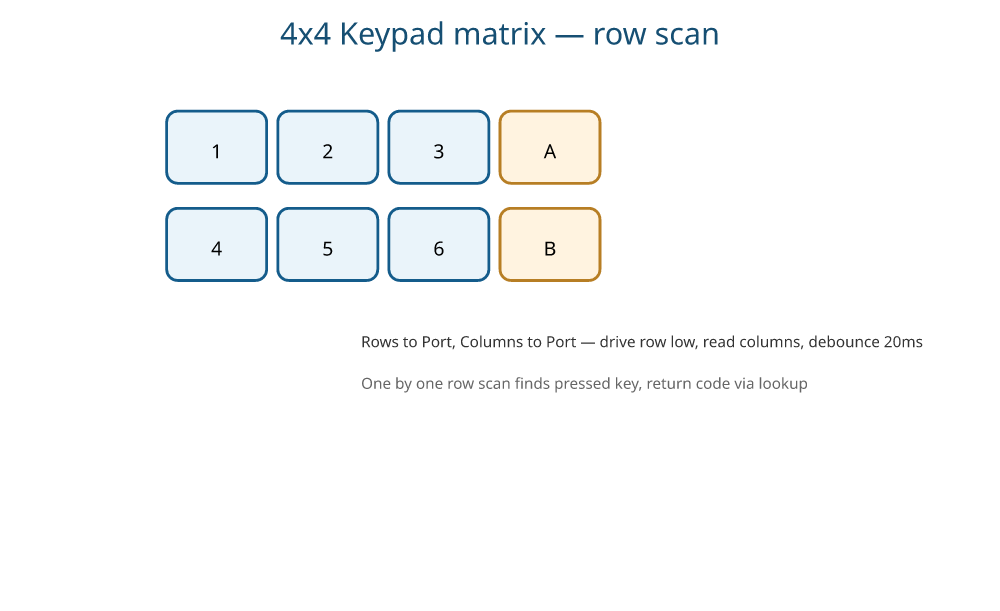 4x4 Keypad matrix — row scan
1 2 3 A
4 5 6 B
Rows to Port, Columns to Port — drive row low, read columns, debounce 20ms
One by one row scan finds pressed key, return code via lookup